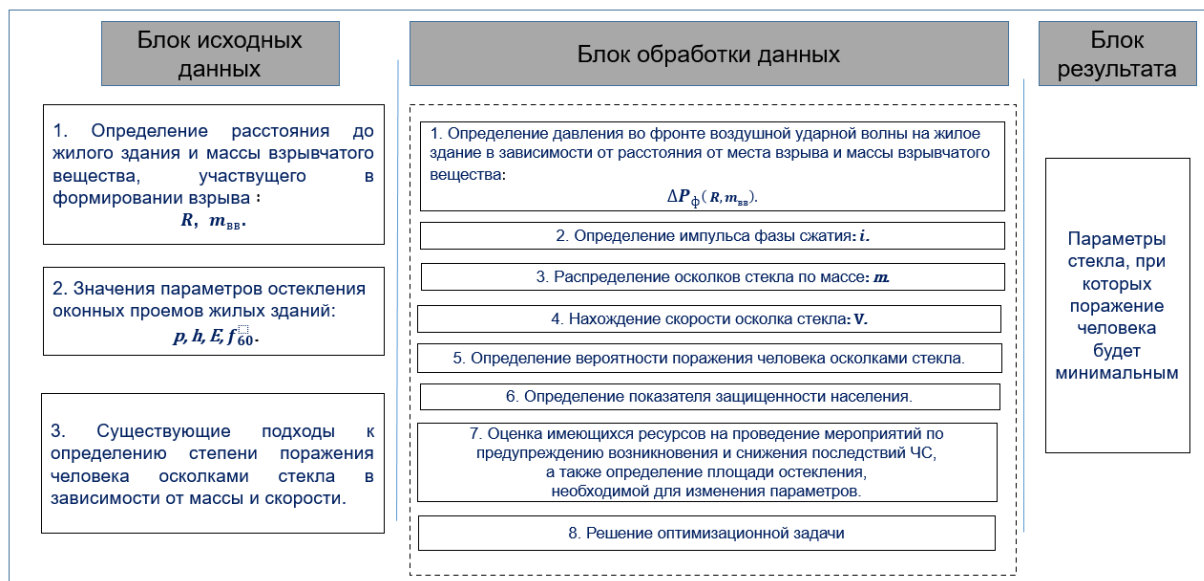 Блок исходных
данных
1. Определение расстояния до
жилого здания и массы взрывчатого
вещества, участвущего в
формировании взрыва :
R, mвв.
2. Значения параметров остекления
оконных проемов жилых зданий:
p, h, E, f60.
3. Существующие подходы к
определению степени поражения
человека осколками стекла в
зависимости от массы и скорости.
Блок обработки данных
1. Определение давления во фронте воздушной ударной волны на жилое
здание в зависимости от расстояния от места взрыва и массы взрывчатого
вещества:
ΔPф( R, mвв).
2. Определение импульса фазы сжатия: i.
3. Распределение осколков стекла по массе: m.
4. Нахождение скорости осколка стекла: V.
5. Определение вероятности поражения человека осколками стекла.
6. Определение показателя защищенности населения.
7. Оценка имеющихся ресурсов на проведение мероприятий по
предупреждению возникновения и снижения последствий ЧС,
а также определение площади остекления,
необходимой для изменения параметров.
8. Решение оптимизационной задачи
Блок
результата
Параметры
стекла, при
которых
поражение
человека
будет
минимальным